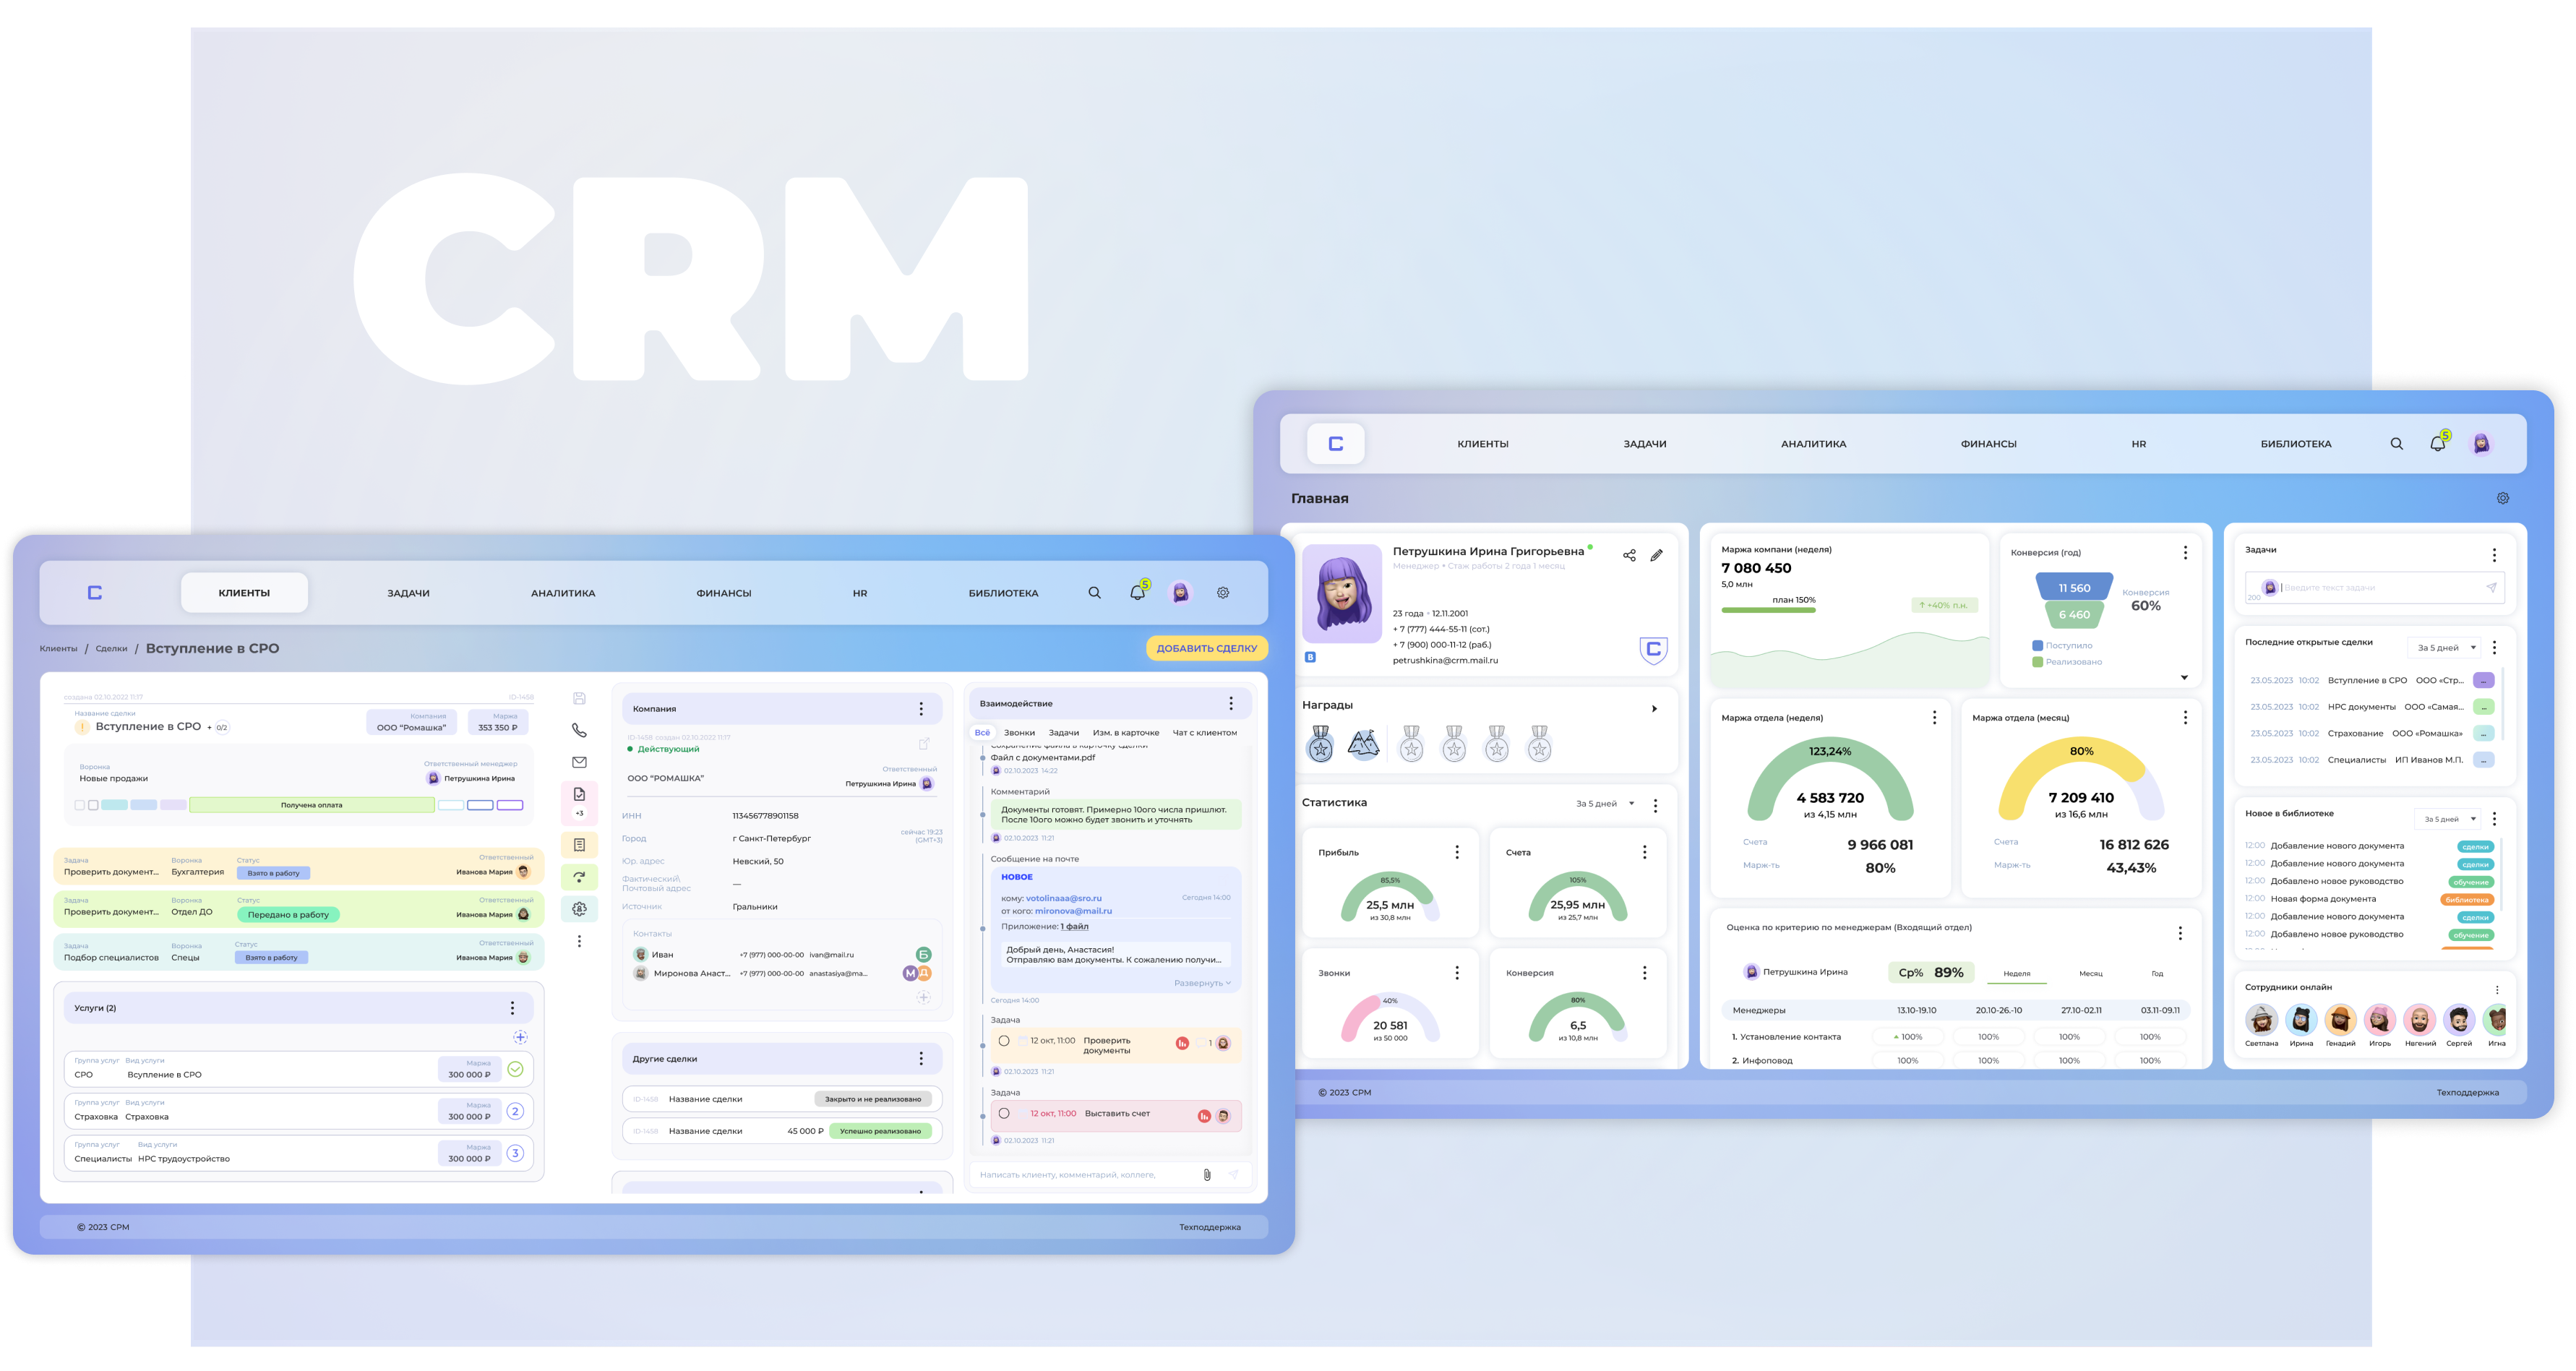 CRM
КЛИЕНТЫ ЗАДАЧИ АНАЛИТИКА ФИНАНСЫ HR БИБЛИОТЕКА 5
Клиенты / Сделки / Вступление в СРО
ДОБАВИТЬ СДЕЛКУ
создана 02.10.2022 11:17 ID-1458
Название сделки
! Вступление в СРО + 0/2
Компания
ООО “Ромашка”
Маржа
353 350 ₽
Воронка
Новые продажи
Ответственный менеджер
Петрушкина Ирина
Получена оплата
+3
Задача Воронка Статус Ответственный
Проверить документ... Бухгалтерия Взято в работу Иванова Мария
Задача Воронка Статус Ответственный
Проверить документ... Отдел ДО Передано в работу Иванова Мария
Задача Воронка Статус Ответственный
Подбор специалистов Спецы Взято в работу Иванова Мария
Услуги (2)
Группа услуг Вид услуги Маржа
СРО Всупление в СРО 300 000 ₽
Группа услуг Вид услуги Маржа
Страховка Страховка 300 000 ₽ 2
Группа услуг Вид услуги Маржа
Специалисты НРС трудоустройство 300 000 ₽ 3
Компания
ID-1458 создан 02.10.2022 11:17
Действующий
ООО “РОМАШКА”
Ответственный
Петрушкина Ирина
ИНН 113456778901158
Город г Санкт-Петербург
сейчас 19:23
(GMT+3)
Юр. адрес Невский, 50
Фактический\
Почтовый адрес —
Источник Гральники
Контакты
Иван +7 (977) 000-00-00 ivan@mail.ru Б
Миронова Анаст... +7 (977) 000-00-00 anastasiya@ma... М Д
Другие сделки
ID-1458 Название сделки Закрыто и не реализовано
ID-1458 Название сделки 45 000 ₽ Успешно реализовано
Взаимодействие
Всё Звонки Задачи Изм. в карточке Чат с клиентом
Сохранение файла в карточку сделки
Файл с документами.pdf
02.10.2023 14:22
Комментарий
Документы готовят. Примерно 10ого числа пришлют.
После 10ого можно будет звонить и уточнять
02.10.2023 11:21
Сообщение на почте
НОВОЕ
кому: votolinaaa@sro.ru Сегодня 14:00
от кого: mironova@mail.ru
Приложение: 1 файл
Добрый день, Анастасия!
Отправляю вам документы. К сожалению получи...
Развернуть
Сегодня 14:00
Задача
12 окт, 11:00 Проверить
документы 1
02.10.2023 11:21
Задача
12 окт, 11:00 Выставить счет
02.10.2023 11:21
Написать клиенту, комментарий, коллеге,
© 2023 СРМ Техподдержка
КЛИЕНТЫ ЗАДАЧИ АНАЛИТИКА ФИНАНСЫ HR БИБЛИОТЕКА 5
Главная
Петрушкина Ирина Григорьевна
Менеджер • Стаж работы 2 года 1 месяц
23 года • 12.11.2001
+ 7 (777) 444-55-11 (сот.)
+ 7 (900) 000-11-12 (раб.)
petrushkina@crm.mail.ru
Награды
Статистика За 5 дней
Прибыль
85,5%
25,5 млн
из 30,8 млн
Счета
105%
25,95 млн
из 25,7 млн
Звонки
40%
20 581
из 50 000
Конверсия
80%
6,5
из 10,8 млн
Маржа компани (неделя)
7 080 450
5,0 млн
план 150%
+40% п.н.
Конверсия (год)
11 560
6 460
Конверсия
60%
Поступило
Реализовано
Маржа отдела (неделя)
123,24%
4 583 720
из 4,15 млн
Счета 9 966 081
Марж-ть 80%
Маржа отдела (месяц)
80%
7 209 410
из 16,6 млн
Счета 16 812 626
Марж-ть 43,43%
Оценка по критерию по менеджерам (Входящий отдел)
Петрушкина Ирина Ср% 89% Неделя Месяц Год
Менеджеры 13.10-19.10 20.10-26.-10 27.10-02.11 03.11-09.11
1. Установление контакта 100% 100% 100% 100%
2. Инфоповод 100% 100% 100% 100%
Задачи
Введите текст задачи
200
Последние открытые сделки За 5 дней
23.05.2023 10:02 Вступление в СРО ООО «Стр... ...
23.05.2023 10:02 НРС документы ООО «Самая... ...
23.05.2023 10:02 Страхование ООО «Ромашка» ...
23.05.2023 10:02 Специалисты ИП Иванов М.П. ...
Новое в библиотеке За 5 дней
12:00 Добавление нового документа сделки
12:00 Добавление нового документа сделки
12:00 Добавлено новое руководство обучение
12:00 Новая форма документа библиотека
12:00 Добавление нового документа сделки
12:00 Добавлено новое руководство обучение
Сотрудники онлайн
Светлана Ирина Генадий Игорь Нвгений Сергей Игна
© 2023 СРМ Техподдержка